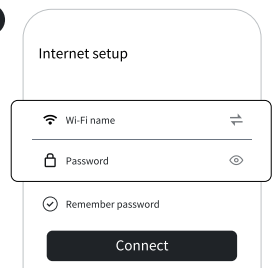 Internet setup
Wi-Fi name
Password
Remember password
Connect